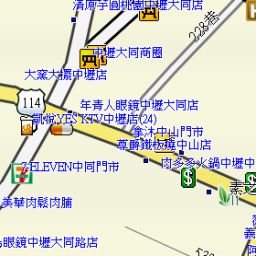 清原芋圓桃園中壢大同店
中壢大同商圈
228巷
大窯大擴中壢店
114
年青人眼鏡中壢大同店
凱悅YES KTV中壢店(24)
拿沐中山門市
尊爵鐵板燒中山店
肉多多火鍋中壢中
7-ELEVEN中同門市
素
美華肉鬆肉脯
眼鏡中壢大同路店